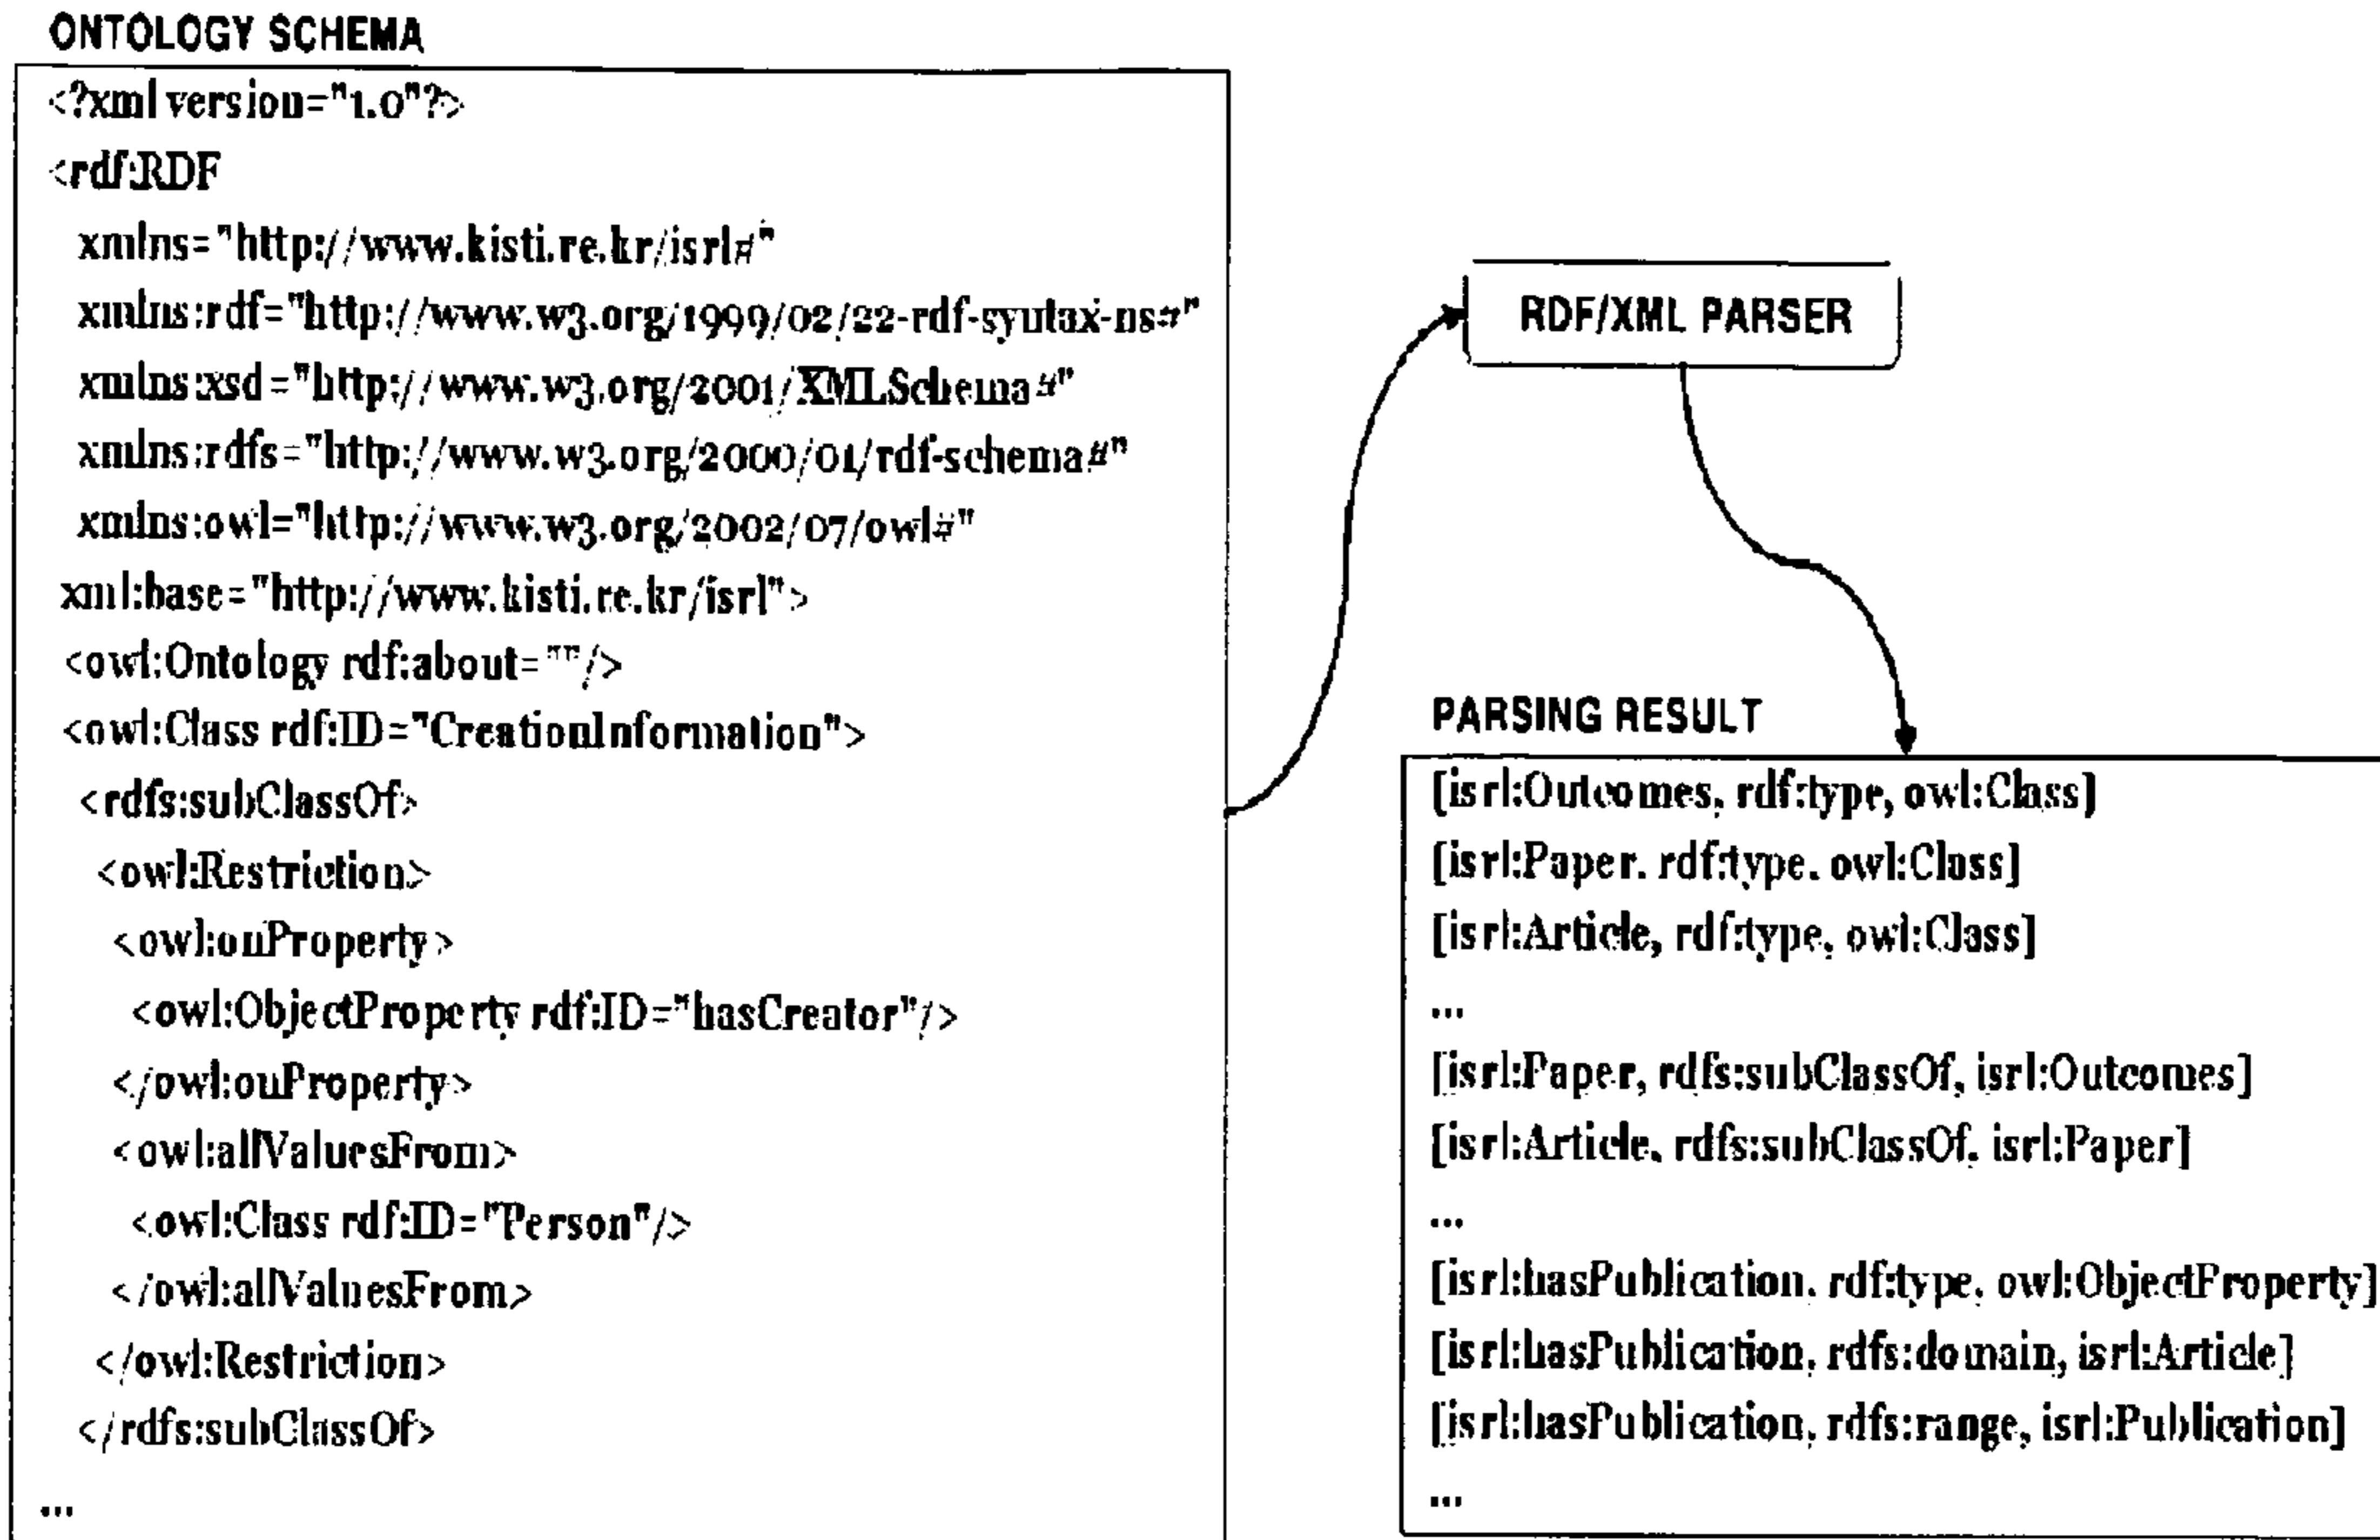 ONTOLOGY SCHEMA
<?xml version="1.0"?>
<rdf:RDF
xmlns="http://www.kisti.re.kr/isrl#"
xmlns:rdf="http://www.w3.org/1999/02/22-rdf-syntax-ns#"
xmlns:xsd="http://www.w3.org/2001/XMLSchema#"
xmlns:rdfs="http://www.w3.org/2000/01/rdf-schema#"
xmlns:owl="http://www.w3.org/2002/07/owl#"
xml:base="http://www.kisti.re.kr/isrl">
<owl:Ontology rdf:about=""/>
<owl:Class rdf:ID="CreationInformation">
<rdfs:subClassOf>
<owl:Restriction>
<owl:onProperty>
<owl:ObjectProperty rdf:ID="hasCreator"/>
</owl:onProperty>
<owl:allValuesFrom>
<owl:Class rdf:ID="Person"/>
</owl:allValuesFrom>
</owl:Restriction>
</rdfs:subClassOf>
...
RDF/XML PARSER
PARSING RESULT
[isrl:Outcomes, rdf:type, owl:Class]
[isrl:Paper, rdf:type, owl:Class]
[isrl:Article, rdf:type, owl:Class]
...
[isrl:Paper, rdfs:subClassOf, isrl:Outcomes]
[isrl:Article, rdfs:subClassOf, isrl:Paper]
...
[isrl:hasPublication, rdf:type, owl:ObjectProperty]
[isrl:hasPublication, rdfs:domain, isrl:Article]
[isrl:hasPublication, rdfs:range, isrl:Publication]
...